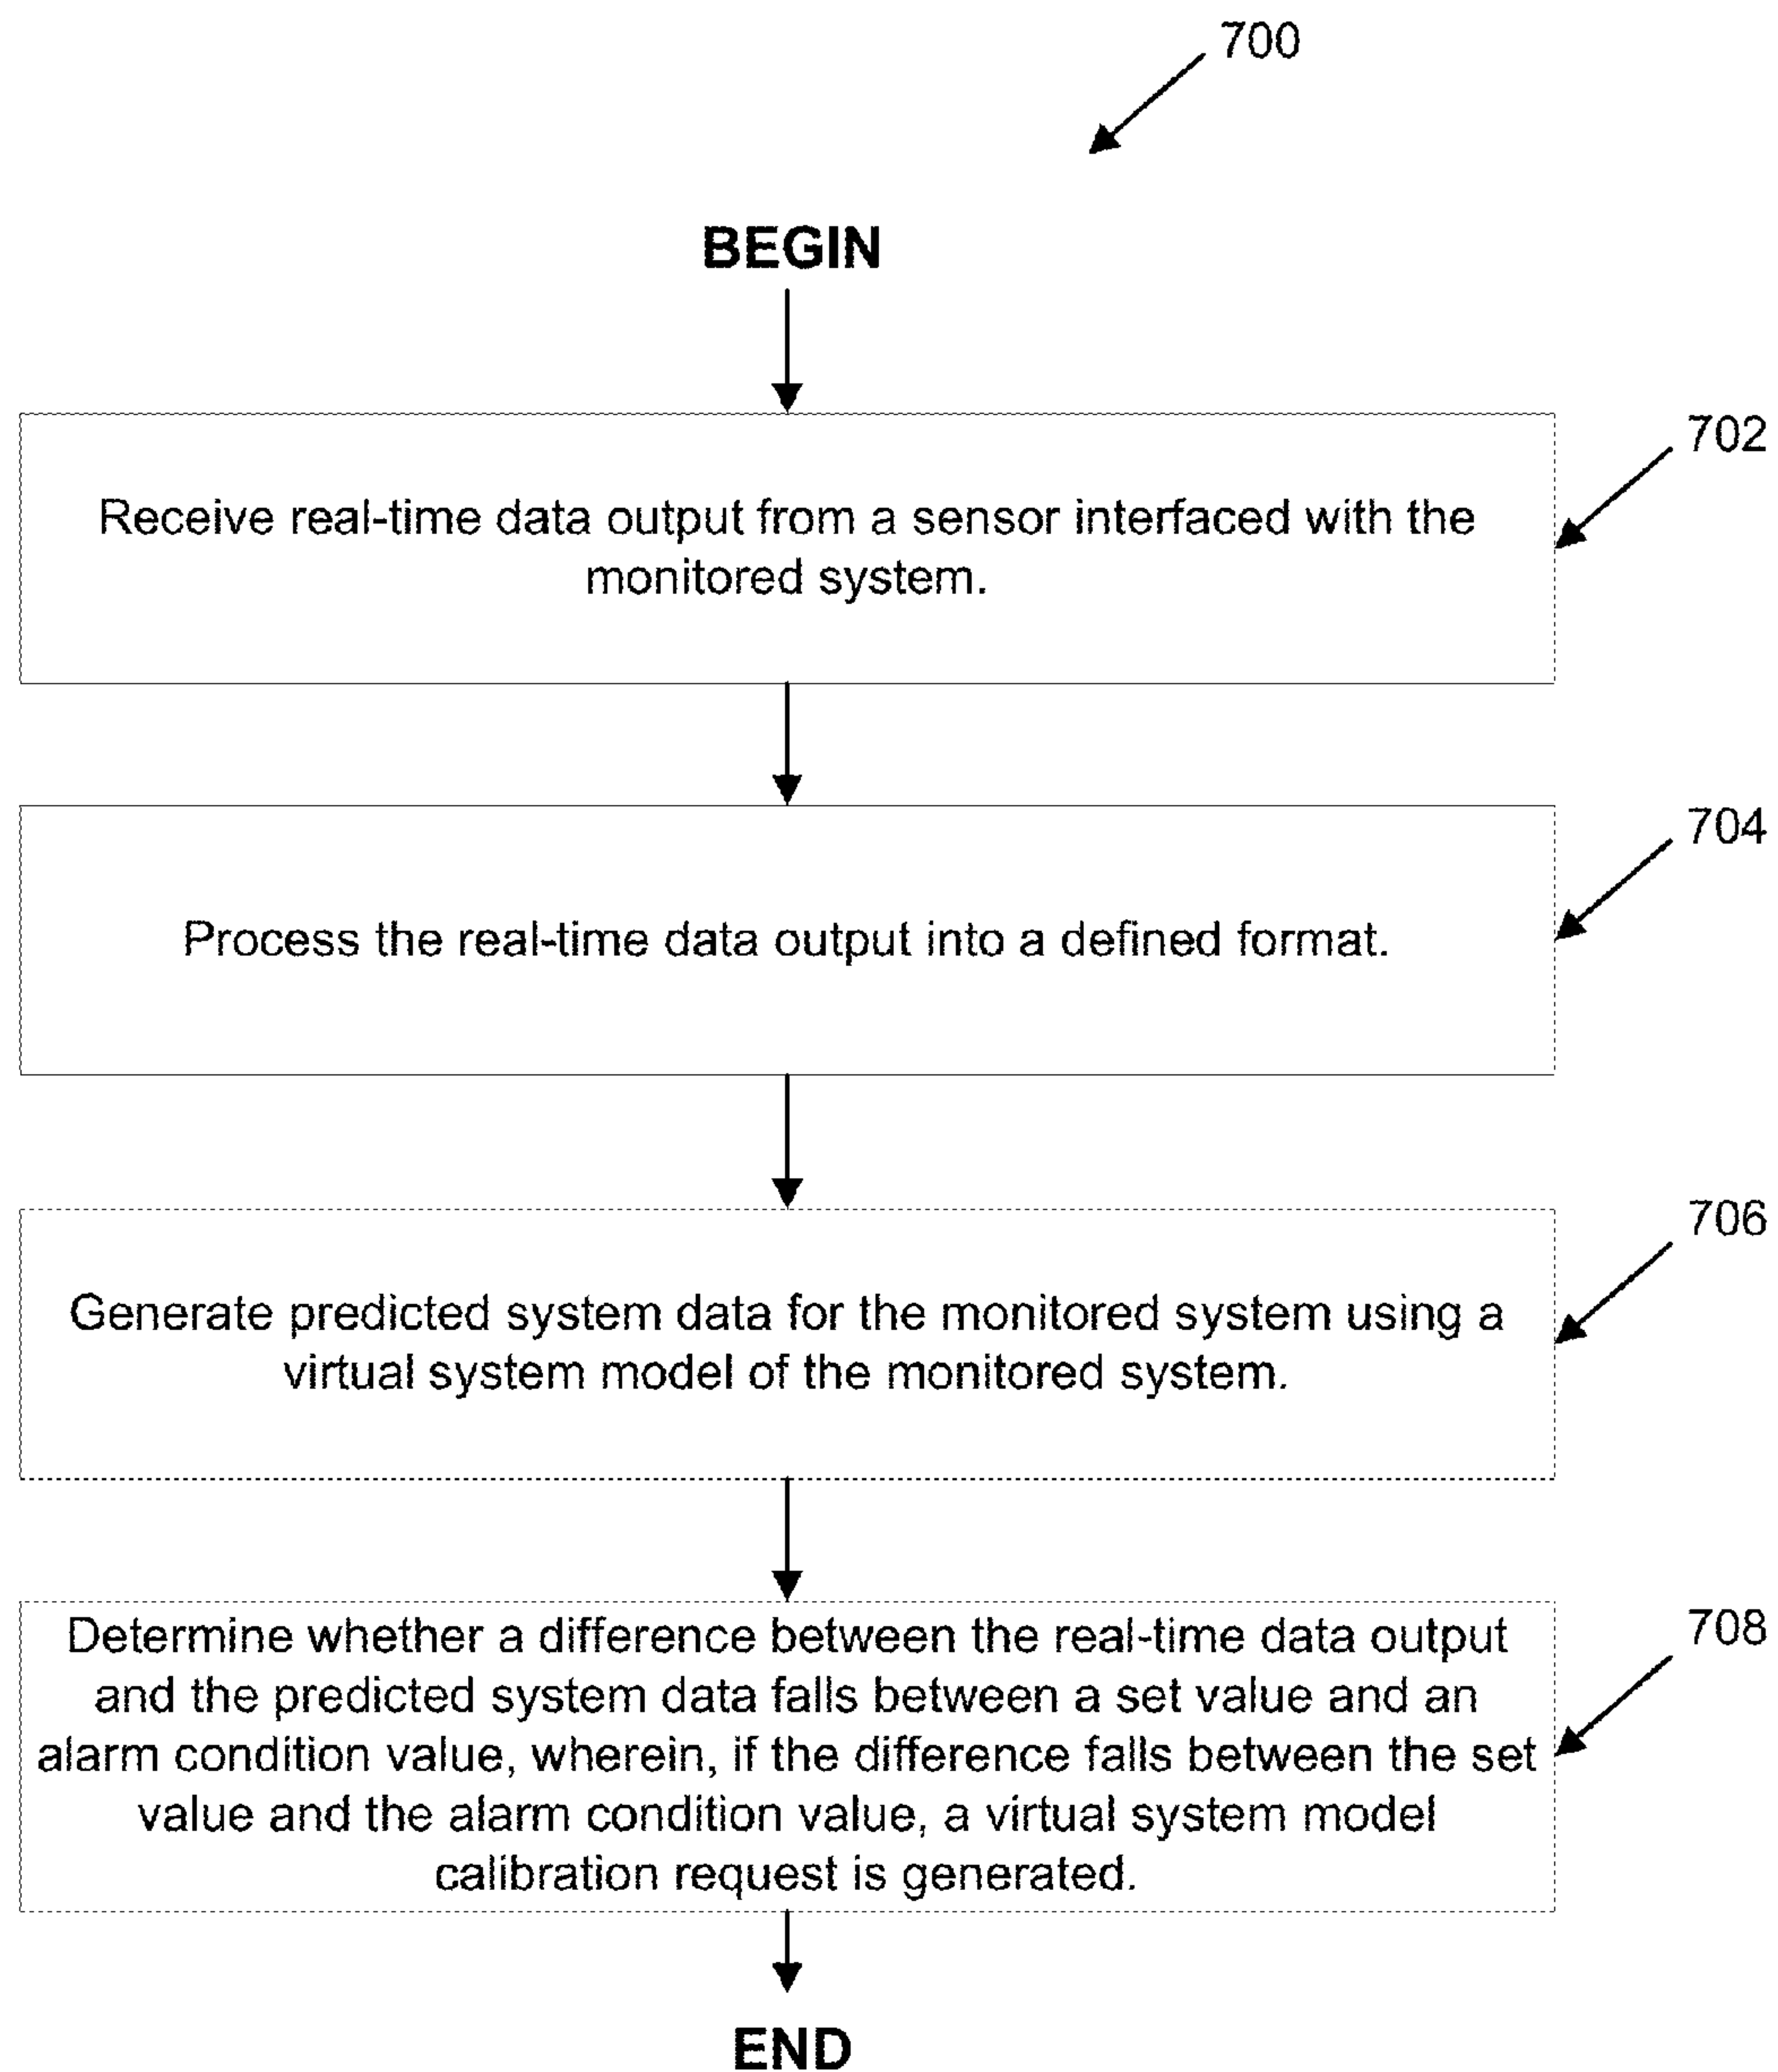 700
BEGIN
702
Receive real-time data output from a sensor interfaced with the
monitored system.
704
Process the real-time data output into a defined format.
706
Generate predicted system data for the monitored system using a
virtual system model of the monitored system.
708
Determine whether a difference between the real-time data output
and the predicted system data falls between a set value and an
alarm condition value, wherein, if the difference falls between the set
value and the alarm condition value, a virtual system model
calibration request is generated.
END